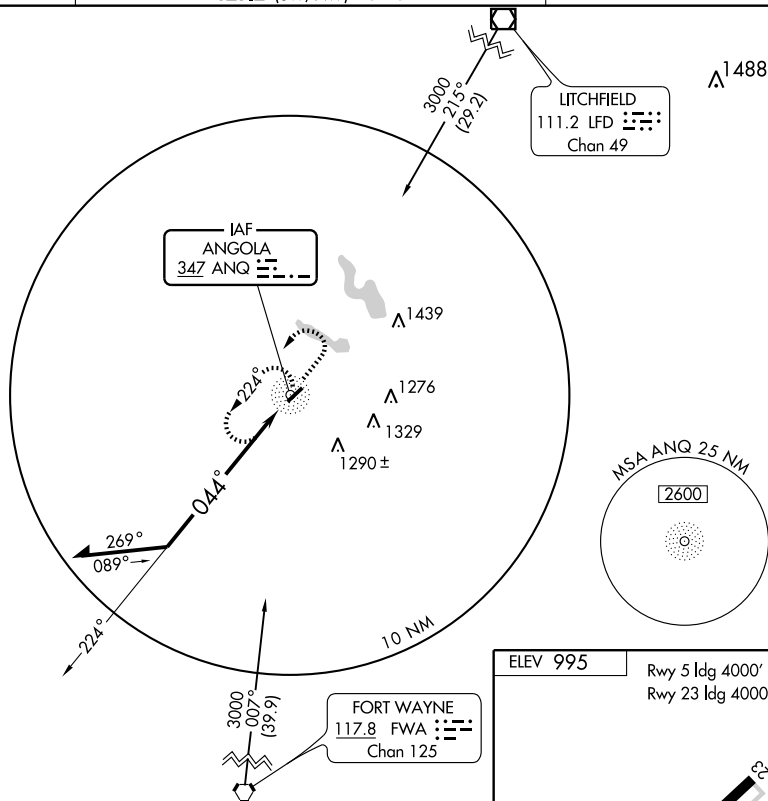 1488
3000
215°
(29.2)
LITCHFIELD
111.2 LFD
Chan 49
IAF
ANGOLA
347 ANQ
1439
1276
1329
1290 ±
224°
044°
269°
089°
224°
10 NM
MSA ANQ 25 NM
2600
3000
007°
(39.9)
FORT WAYNE
117.8 FWA
Chan 125
ELEV 995
Rwy 5 ldg 4000'
Rwy 23 ldg 4000
23